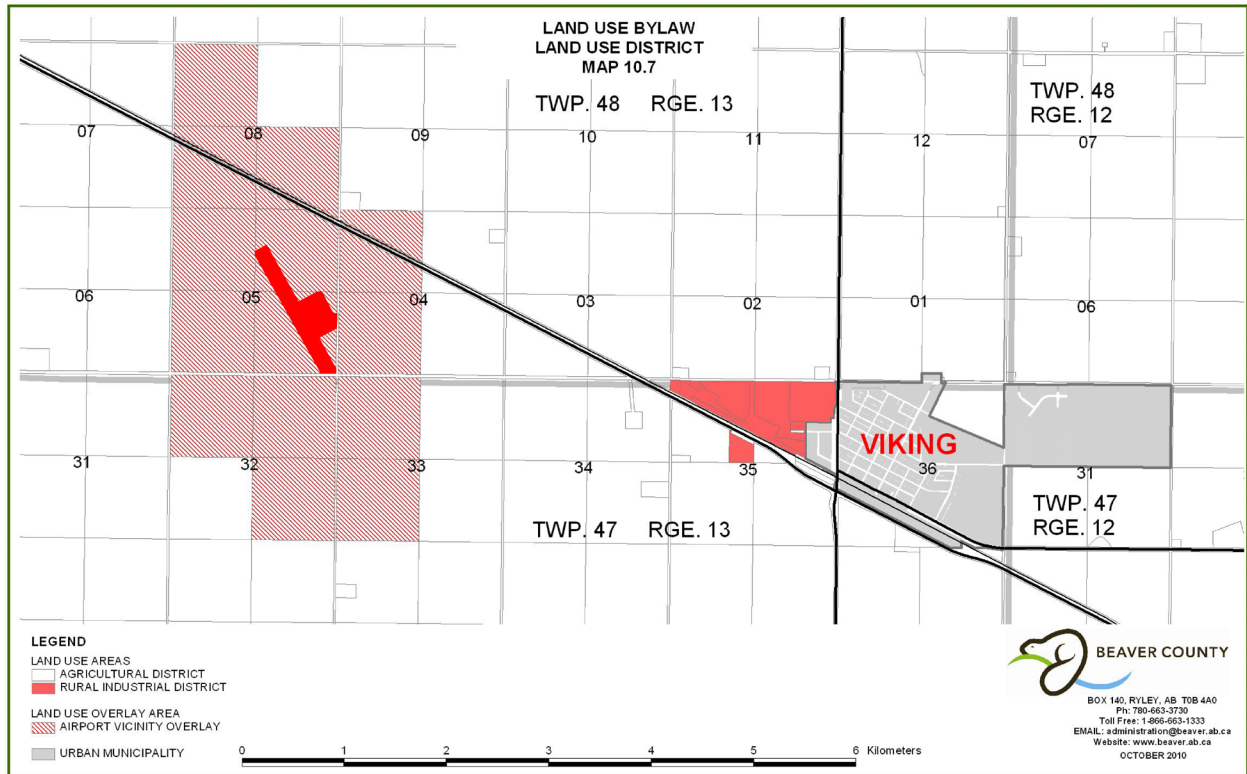 LAND USE BYLAW
LAND USE DISTRICT
MAP 10.7
TWP. 48 RGE. 13
TWP. 48
RGE. 12
07
08
09
10
11
12
07
06
05
04
03
02
01
06
VIKING
31
32
33
34
35
36
31
TWP. 47 RGE. 13
TWP. 47
RGE. 12
LEGEND
LAND USE AREAS
AGRICULTURAL DISTRICT
RURAL INDUSTRIAL DISTRICT
LAND USE OVERLAY AREA
AIRPORT VICINITY OVERLAY
URBAN MUNICIPALITY
0 1 2 3 4 5 6 Kilometers
BEAVER COUNTY
BOX 140, RYLEY, AB T0B 4A0
Ph: 780-663-3730
Toll Free: 1-866-663-1333
EMAIL: administration@beaver.ab.ca
Website: www.beaver.ab.ca
OCTOBER 2010